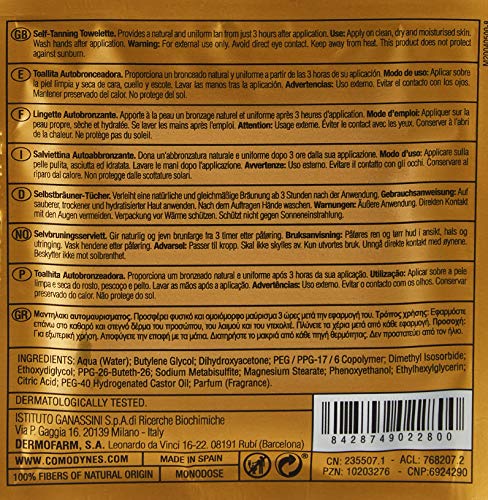 GB Self-Tanning Towelette. Provides a natural and uniform tan from just 3 hours after application. Use: Apply on clean, dry and moisturised skin.
Wash hands after application. Warning: For external use only. Avoid direct eye contact. Keep away from heat. This product does not protect
against sunburn.
E Toallita Autobronceadora. Proporciona un bronceado natural y uniforme a partir de las 3 horas de su aplicación. Modo de uso: Aplicar sobre
la piel limpia y seca de cara, cuello y escote. Lavar las manos tras la aplicación. Advertencias: Uso externo. Evitar el contacto con los ojos.
Mantener alejado del calor. No protege del sol.
F Lingette Autobronzante. Apporte à la peau un bronzage naturel et uniforme après 3 heures d'application. Mode d'emploi: Appliquer sur la
peau propre, sèche et hydratée. Se laver les mains après l'emploi. Attention: Usage externe. Éviter le contact avec les yeux. Conserver à l'abri
de la chaleur. Ne protège pas du soleil.
I Salviettina Autoabbronzante. Dona un'abbronzatura naturale e uniforme dopo 3 ore dalla sua applicazione. Modo d'uso: Applicare sulla
pelle pulita, asciutta ed idratata. Lavare le mani dopo l'applicazione. Avvertenze: Uso esterno. Evitare il contatto con gli occhi. Conservare
al riparo dal calore. Non protegge dalle scottature solari.
D Selbstbräuner-Tücher. Verleiht eine natürliche und gleichmäßige Bräunung ab 3 Stunden nach der Anwendung. Gebrauchsanweisung: Auf
sauberer, trockener und hydratisierter Haut anwenden. Nach dem Auftragen Hände waschen. Warnungen: Äußere Anwendung. Direkten Kontakt
mit den Augen vermeiden. Verpackung vor Wärme schützen. Schützt nicht gegen Sonneneinstrahlung.
NO Selvbruningsserviett. Gir naturlig og jevn brunfarge fra 3 timer etter påføring. Bruksanvisning: Påføres ren og tørr hud i ansikt, hals og
utringning. Vask hendene etter påføring. Advarsel: Passer til kropp. Skal ikke skylles av. Kun utvortes bruk. Unngå direkte kontakt med øynene.
Beskytter ikke mot solbrenthet.
P Toalhita Autobronzeadora. Proporciona um bronzeado natural e uniforme após 3 horas da sua aplicação. Utilização: Aplicar sobre a pele
limpa e seca do rosto, pescoço e peito. Lavar as mãos após a aplicação. Advertências: Uso externo. Evitar o contacto com os olhos. Manter
preservado do calor. Não protege do sol.
GR Μαντηλάκι αυτομαυρίσματος. Προσφέρει φυσικό και ομοιόμορφο μαύρισμα 3 ώρες μετά την εφαρμογή του. Τρόπος χρήσης: Εφαρμόστε
επάνω στο καθαρό και στεγνό δέρμα του προσώπου, του λαιμού και του ντεκολτέ. Πλύνετε τα χέρια μετά από κάθε εφαρμογή. Προσοχή:
Για εξωτερική χρήση. Αποφύγετε την επαφή με τα μάτια. Διατηρήστε το μακριά από κάθε πηγή θερμότητας. Δεν προστατεύει από τον ήλιο.
INGREDIENTS: Aqua (Water); Butylene Glycol; Dihydroxyacetone; PEG / PPG-17 / 6 Copolymer; Dimethyl Isosorbide;
Ethoxydiglycol; PPG-26-Buteth-26; Sodium Metabisulfite; Magnesium Stearate; Phenoxyethanol; Ethylhexylglycerin;
Citric Acid; PEG-40 Hydrogenated Castor Oil; Parfum (Fragrance).
DERMATOLOGICALLY TESTED.
ISTITUTO GANASSINI S.p.A.di Ricerche Biochimiche
Via P. Gaggia 16, 20139 Milano - Italy
DERMOFARM, S.A. Leonardo da Vinci 16-22. 08191 Rubí (Barcelona)
WWW.COMODYNES.COM MADE IN SPAIN
100% FIBERS OF NATURAL ORIGIN MONODOSE
8 428749 022800
CN: 235507.1 - ACL: 768207.2
PZN: 10203276 - CNP: 6924290